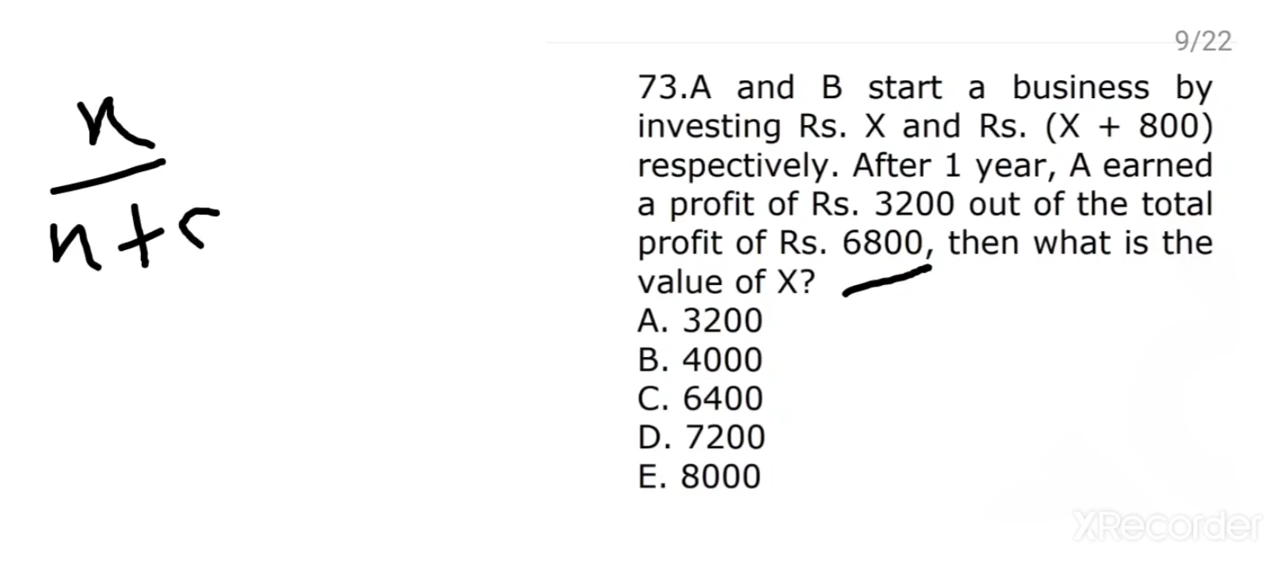 9/22
n
n+
73.A and B start a business by
investing Rs. X and Rs. (X + 800)
respectively. After 1 year, A earned
a profit of Rs. 3200 out of the total
profit of Rs. 6800, then what is the
value of X?
A. 3200
B. 4000
C. 6400
D. 7200
E. 8000
XRecorder